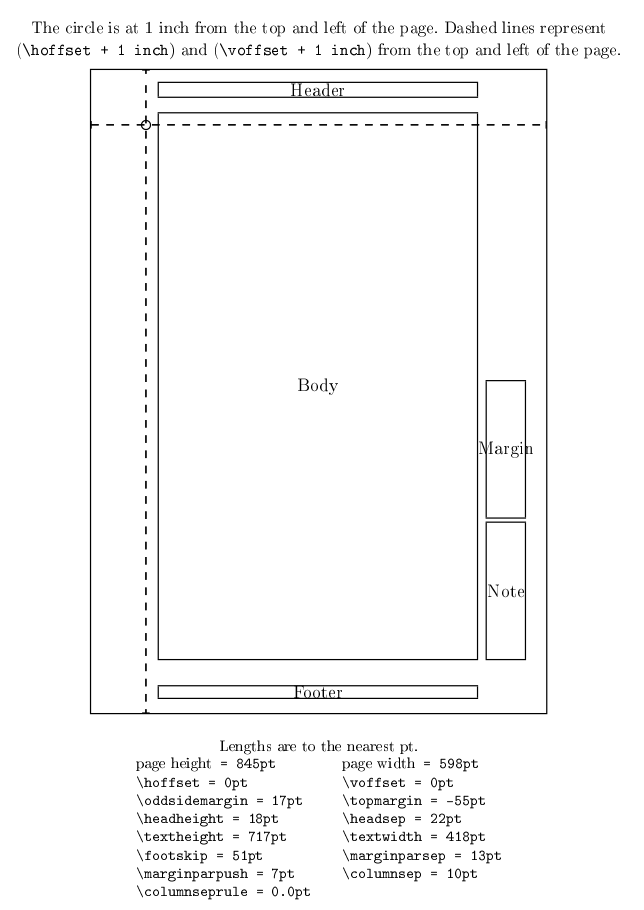 The circle is at 1 inch from the top and left of the page. Dashed lines represent
(\hoffset + 1 inch) and (\voffset + 1 inch) from the top and left of the page.
Header
Body
Margin
Note
Footer
Lengths are to the nearest pt.
page height = 845pt page width = 598pt
\hoffset = 0pt \voffset = 0pt
\oddsidemargin = 17pt \topmargin = -55pt
\headheight = 18pt \headsep = 22pt
\textheight = 717pt \textwidth = 418pt
\footskip = 51pt \marginparsep = 13pt
\marginparpush = 7pt \columnsep = 10pt
\columnseprule = 0.0pt